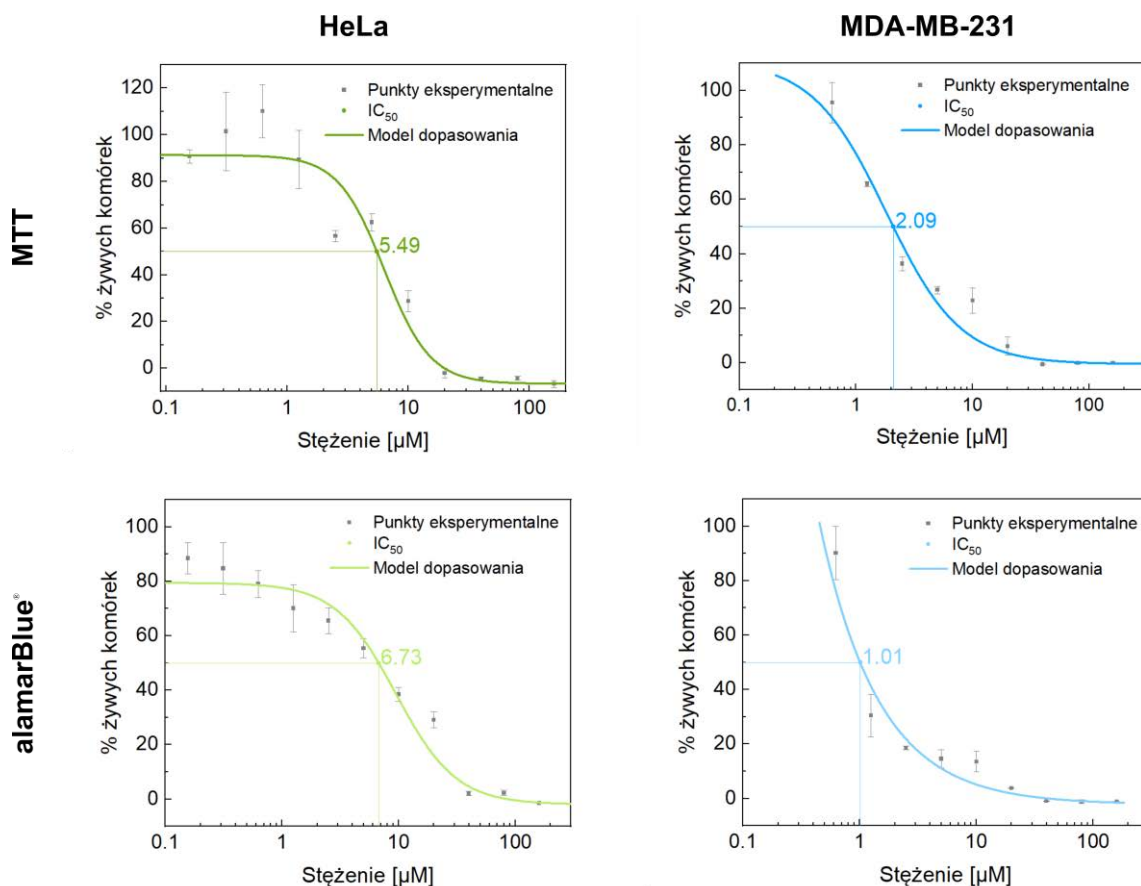 HeLa
MDA-MB-231
MTT
% żywych komórek
120
100
80
60
40
20
0
0.1
1
10
100
Stężenie [µM]
Punkty eksperymentalne
IC₅₀
Model dopasowania
5.49
% żywych komórek
100
80
60
40
20
0
0.1
1
10
100
Stężenie [µM]
Punkty eksperymentalne
IC₅₀
Model dopasowania
2.09
alamarBlue®
% żywych komórek
100
80
60
40
20
0
0.1
1
10
100
Stężenie [µM]
Punkty eksperymentalne
IC₅₀
Model dopasowania
6.73
% żywych komórek
100
80
60
40
20
0
0.1
1
10
100
Stężenie [µM]
Punkty eksperymentalne
IC₅₀
Model dopasowania
1.01